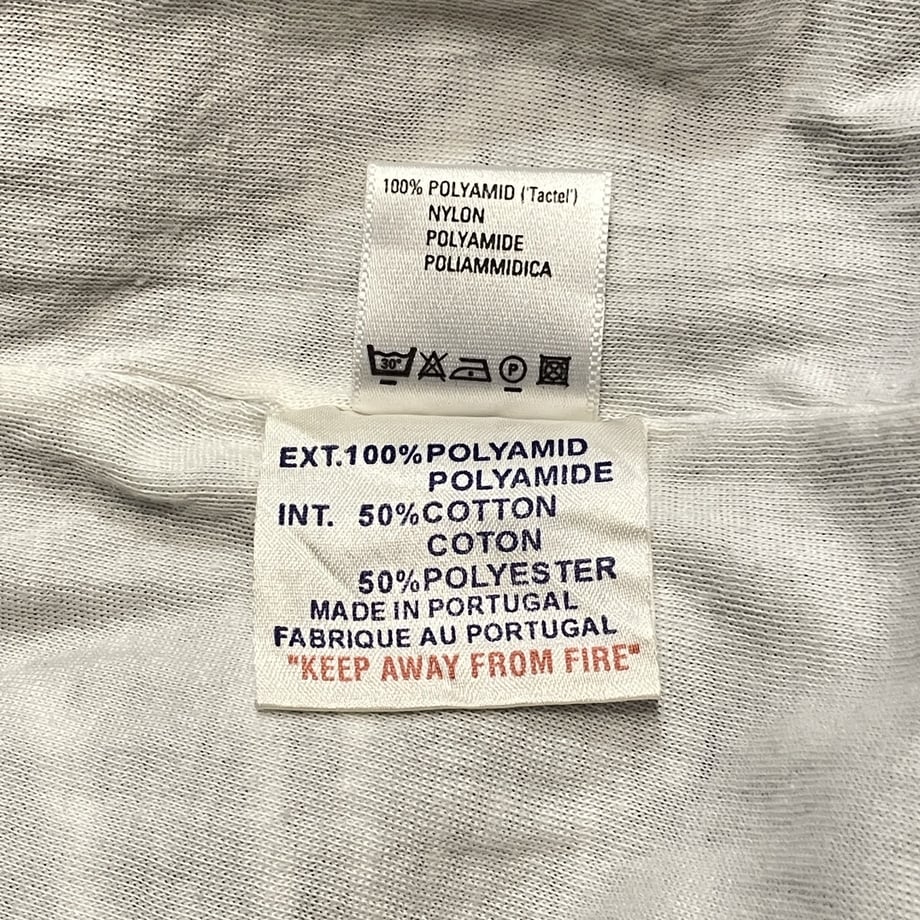 100% POLYAMID ('Tactel')
NYLON
POLYAMIDE
POLIAMMIDICA
30° P
EXT.100%POLYAMID
POLYAMIDE
INT. 50%COTTON
COTON
50%POLYESTER
MADE IN PORTUGAL
FABRIQUE AU PORTUGAL
"KEEP AWAY FROM FIRE"